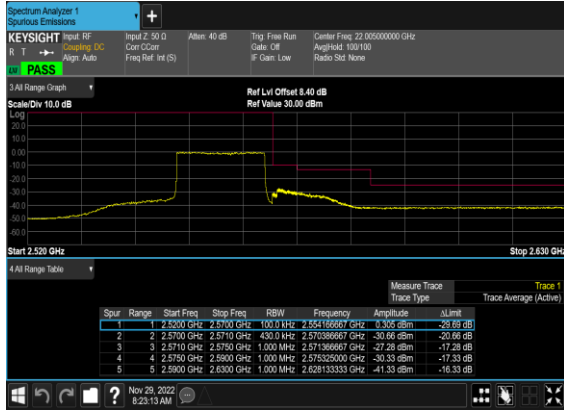 Spectrum Analyzer 1
Spurious Emissions
KEYSIGHT Input: RF Input Z: 50 Ω Atten: 40 dB Trig: Free Run Center Freq: 22.005000000 GHz
R T Coupling: DC Corr CCorr Gate: Off Avg|Hold: 100/100
Align: Auto Freq Ref: Int (S) IF Gain: Low Radio Std: None
PASS
3 All Range Graph
Ref Lvl Offset 8.40 dB
Scale/Div 10.0 dB Ref Value 30.00 dBm
Log
20.0
10.0
0.00
-10.0
-20.0
-30.0
-40.0
-50.0
-60.0
Start 2.520 GHz Stop 2.630 GHz
4 All Range Table
Measure Trace Trace 1
Trace Type Trace Average (Active)
Spur Range Start Freq Stop Freq RBW Frequency Amplitude ΔLimit
1 1 2.5200 GHz 2.5700 GHz 100.0 kHz 2.554166667 GHz 0.305 dBm -29.69 dB
2 2 2.5700 GHz 2.5710 GHz 430.0 kHz 2.570386667 GHz -30.66 dBm -20.66 dB
3 3 2.5710 GHz 2.5750 GHz 1.000 MHz 2.571366667 GHz -27.28 dBm -17.28 dB
4 4 2.5750 GHz 2.5900 GHz 1.000 MHz 2.575325000 GHz -30.33 dBm -17.33 dB
5 5 2.5900 GHz 2.6300 GHz 1.000 MHz 2.628133333 GHz -41.33 dBm -16.33 dB
Nov 29, 2022
8:23:13 AM